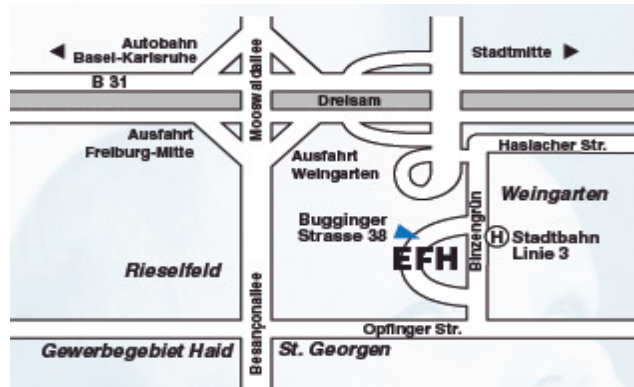 Autobahn
Basel-Karlsruhe
Stadtmitte
B 31
Mooswaldallee
Dreisam
Ausfahrt
Freiburg-Mitte
Ausfahrt
Weingarten
Haslacher Str.
Weingarten
Bugginger
Strasse 38
EFH
Binzengrün
H
Stadtbahn
Linie 3
Rieselfeld
Besançonallee
Opfinger Str.
Gewerbegebiet Haid
St. Georgen